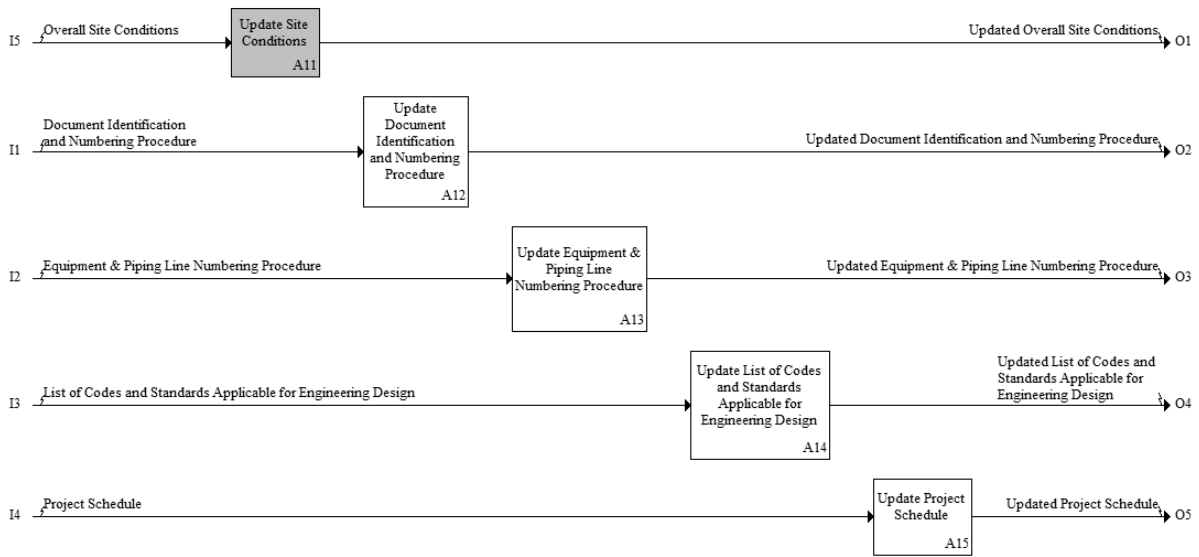 I5
Overall Site Conditions
Update Site
Conditions
A11
Updated Overall Site Conditions
O1
I1
Document Identification
and Numbering Procedure
Update
Document
Identification
and Numbering
Procedure
A12
Updated Document Identification and Numbering Procedure
O2
I2
Equipment & Piping Line Numbering Procedure
Update Equipment &
Piping Line
Numbering Procedure
A13
Updated Equipment & Piping Line Numbering Procedure
O3
I3
List of Codes and Standards Applicable for Engineering Design
Update List of Codes
and Standards
Applicable for
Engineering Design
A14
Updated List of Codes and
Standards Applicable for
Engineering Design
O4
I4
Project Schedule
Update Project
Schedule
A15
Updated Project Schedule
O5